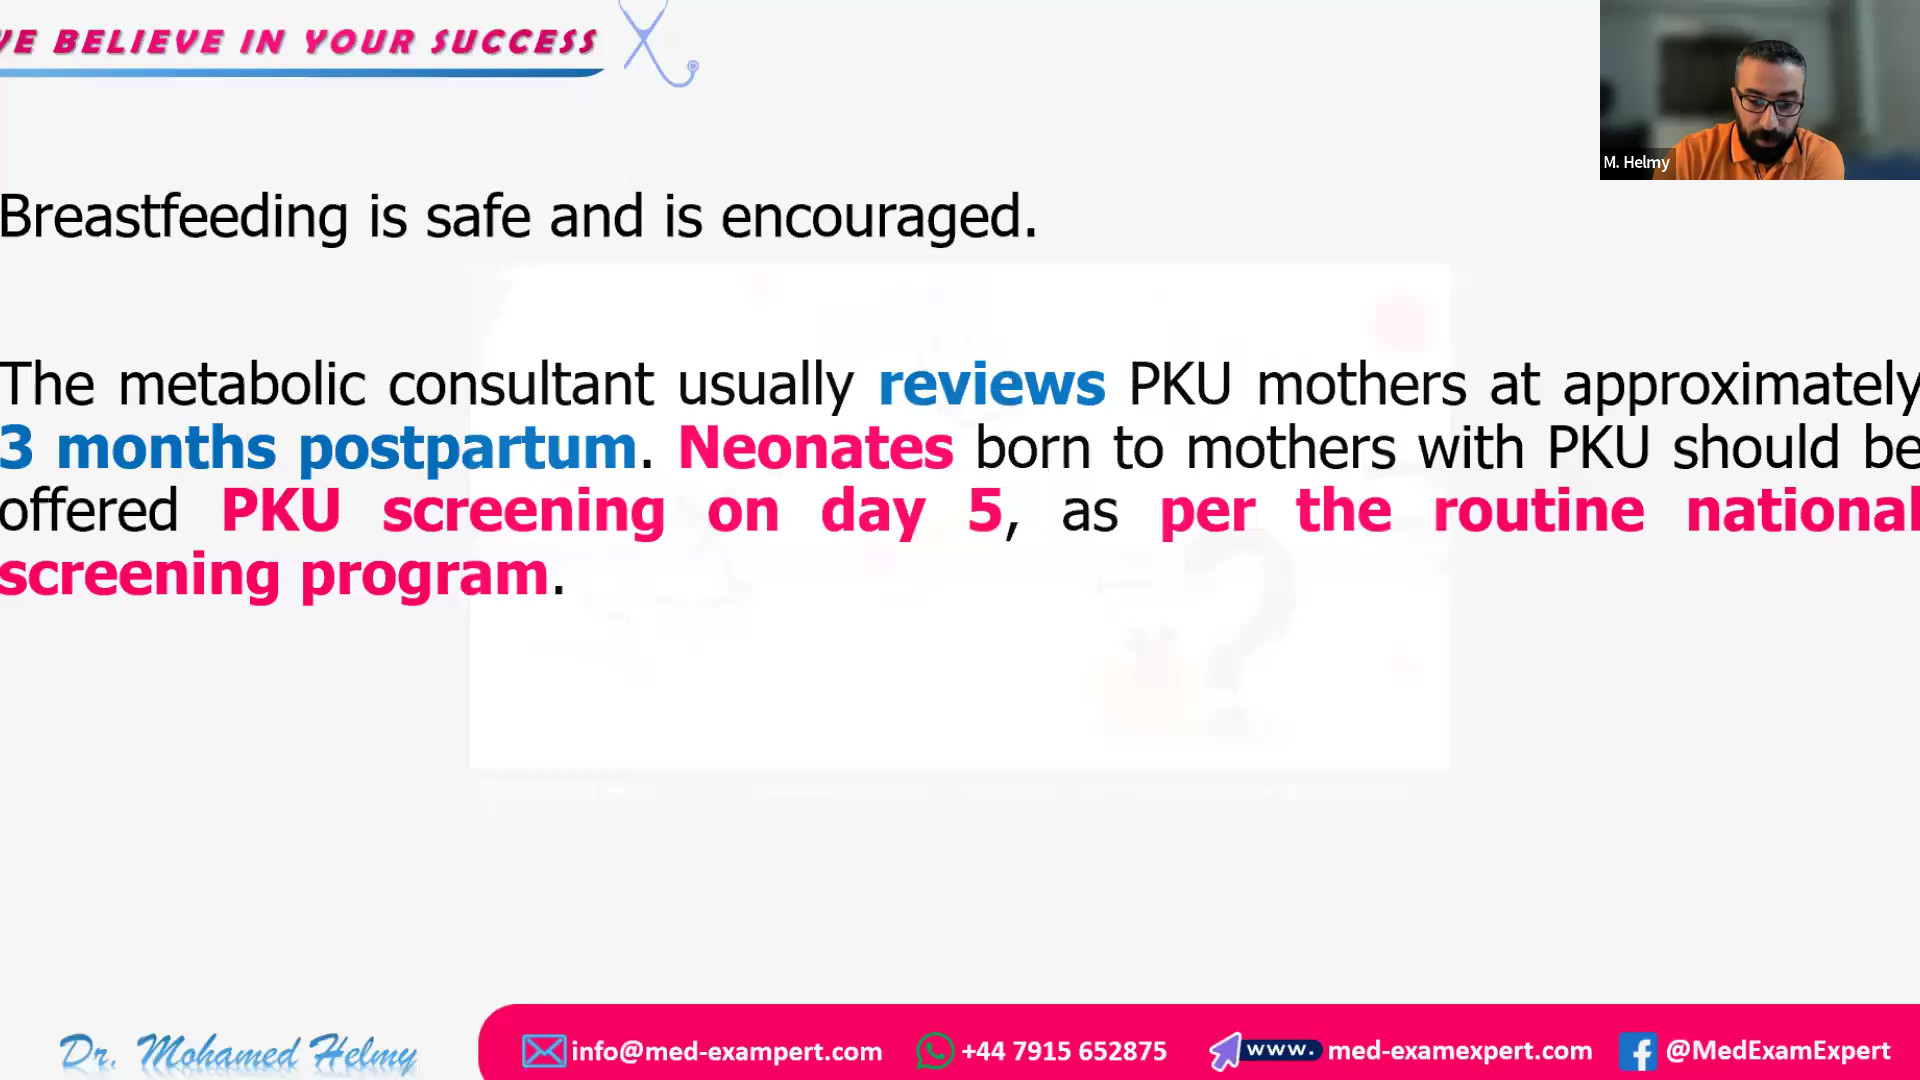 WE BELIEVE IN YOUR SUCCESS
M. Helmy
Breastfeeding is safe and is encouraged.
The metabolic consultant usually reviews PKU mothers at approximately
3 months postpartum. Neonates born to mothers with PKU should be
offered PKU screening on day 5, as per the routine national
screening program.
Dr. Mohamed Helmy
info@med-exampert.com
+44 7915 652875
www. med-examexpert.com
@MedExamExpert